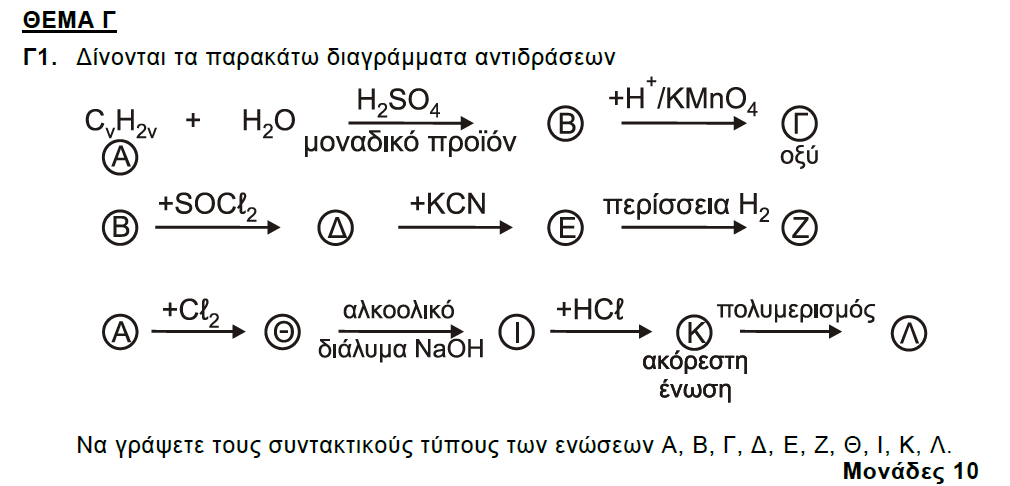 ΘΕΜΑ Γ
Γ1. Δίνονται τα παρακάτω διαγράμματα αντιδράσεων
CνH2ν + H2O H2SO4 μοναδικό προϊόν Β +H+/KMnO4 Γ
Α οξύ
Β +SOCℓ2 Δ +KCN Ε περίσσεια H2 Ζ
Α +Cℓ2 Θ αλκοολικό διάλυμα NaOH Ι +HCℓ Κ πολυμερισμός Λ
ακόρεστη
ένωση
Να γράψετε τους συντακτικούς τύπους των ενώσεων Α, Β, Γ, Δ, Ε, Ζ, Θ, Ι, Κ, Λ.
Μονάδες 10